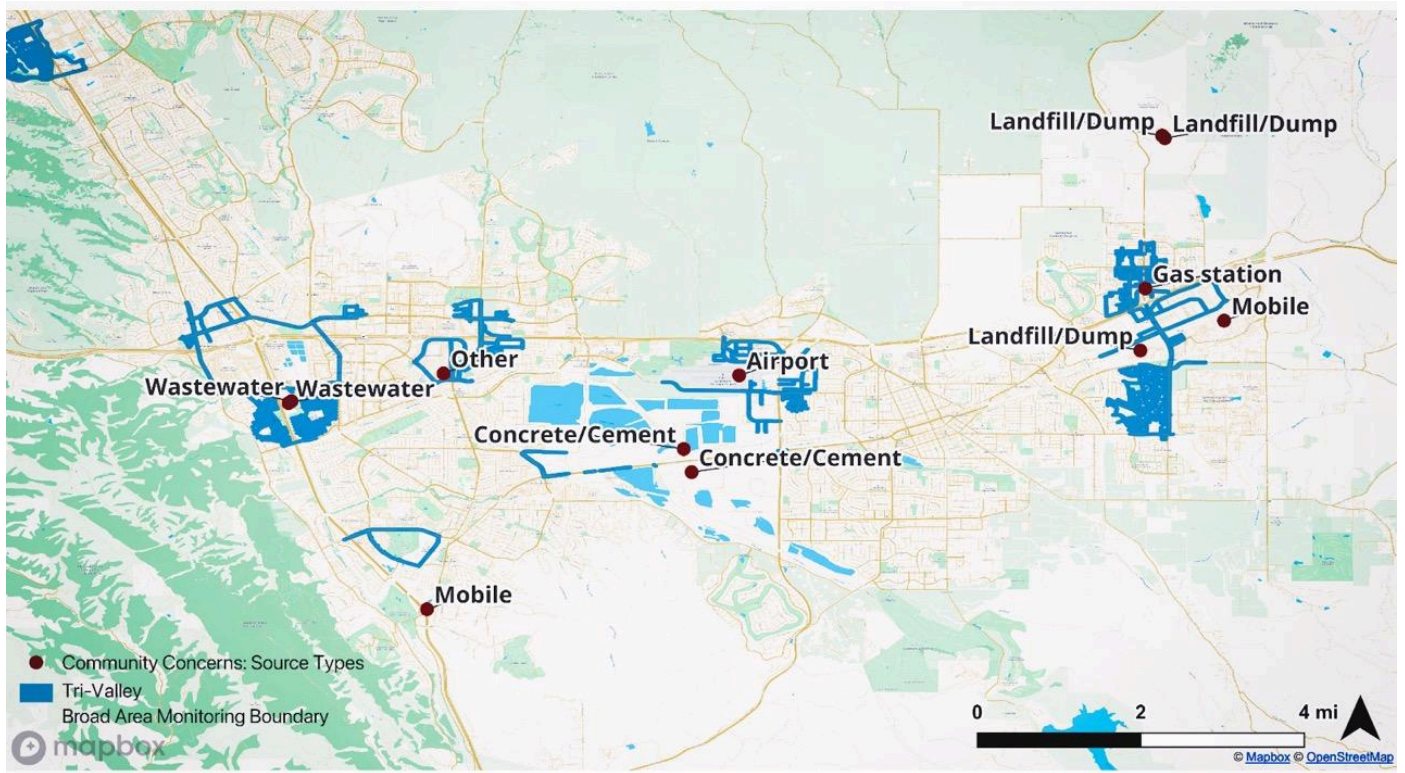 Landfill/Dump
Landfill/Dump
Gas station
Mobile
Landfill/Dump
Other
Airport
Wastewater
Wastewater
Concrete/Cement
Concrete/Cement
Mobile
Community Concerns: Source Types
Tri-Valley
Broad Area Monitoring Boundary
mapbox
0 2 4 mi
© Mapbox © OpenStreetMap